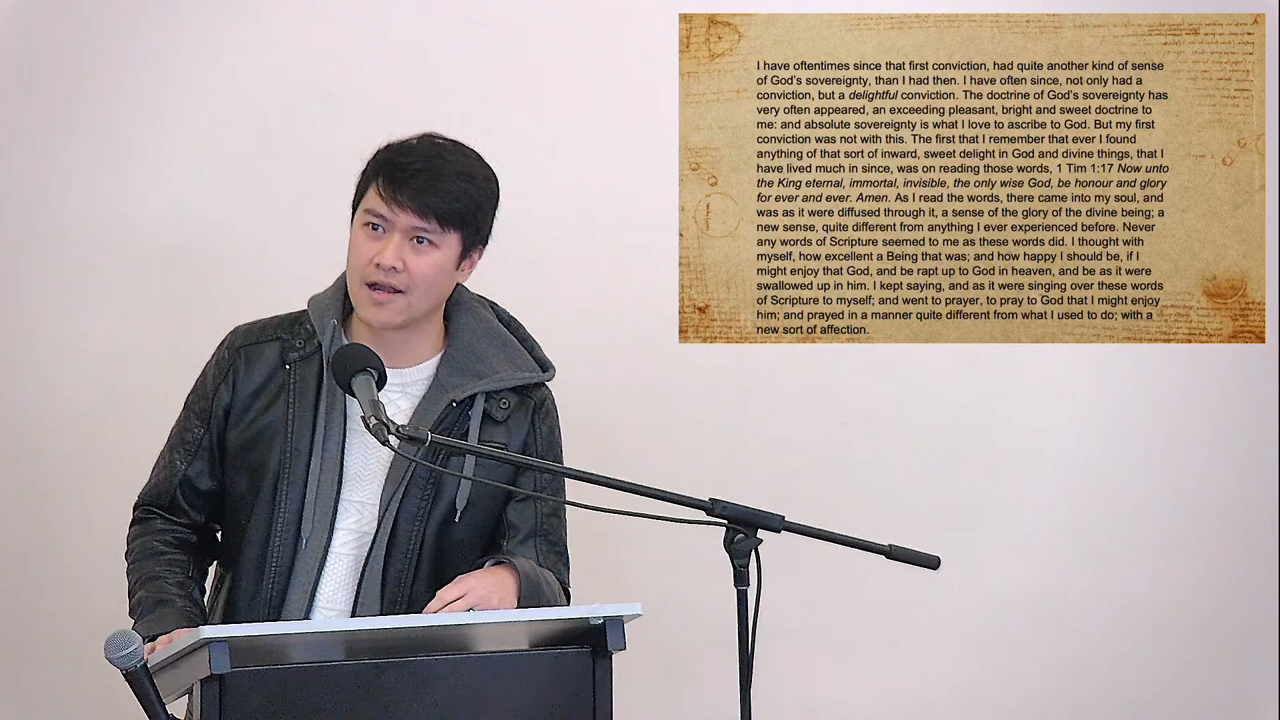 I have oftentimes since that first conviction, had quite another kind of sense
of God's sovereignty, than I had then. I have often since, not only had a
conviction, but a delightful conviction. The doctrine of God's sovereignty has
very often appeared, an exceeding pleasant, bright and sweet doctrine to
me: and absolute sovereignty is what I love to ascribe to God. But my first
conviction was not with this. The first that I remember that ever I found
anything of that sort of inward, sweet delight in God and divine things, that I
have lived much in since, was on reading those words, 1 Tim 1:17 Now unto
the King eternal, immortal, invisible, the only wise God, be honour and glory
for ever and ever. Amen. As I read the words, there came into my soul, and
was as it were diffused through it, a sense of the glory of the divine being; a
new sense, quite different from anything I ever experienced before. Never
any words of Scripture seemed to me as these words did. I thought with
myself, how excellent a Being that was; and how happy I should be, if I
might enjoy that God, and be rapt up to God in heaven, and be as it were
swallowed up in him. I kept saying, and as it were singing over these words
of Scripture to myself; and went to prayer, to pray to God that I might enjoy
him; and prayed in a manner quite different from what I used to do; with a
new sort of affection.